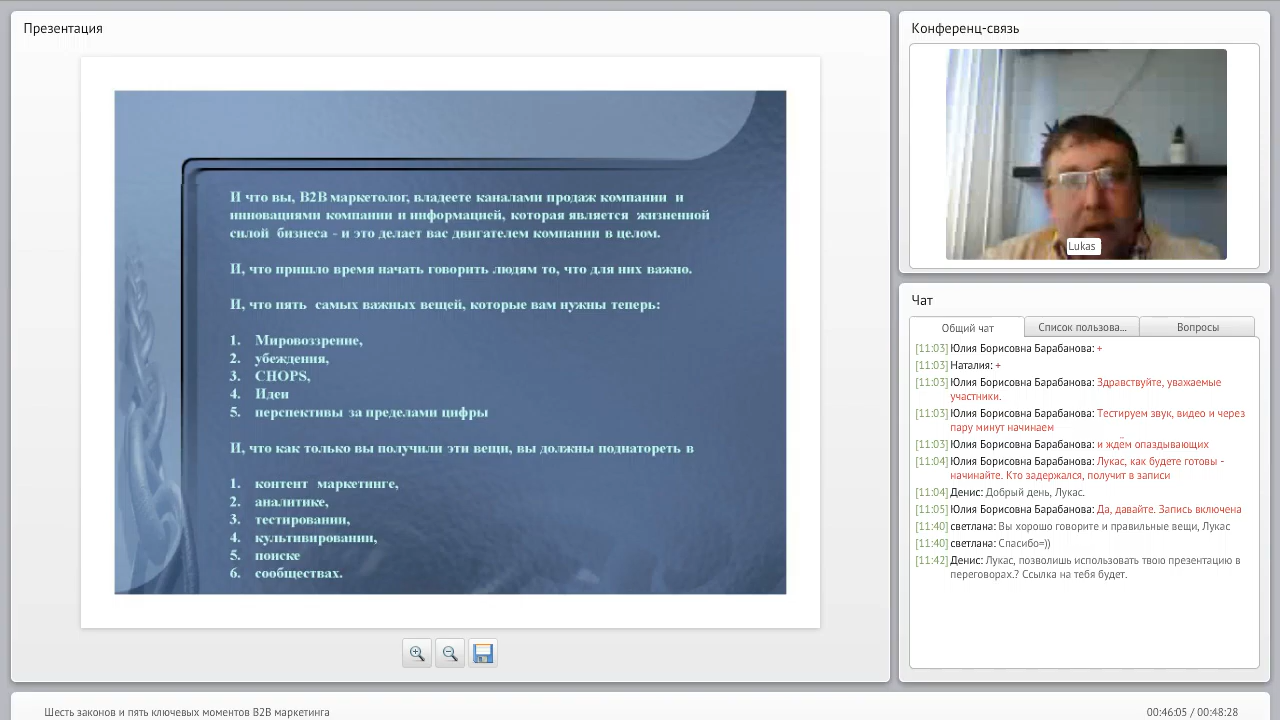 Презентация
И что вы, B2B маркетолог, владеете каналами продаж компании и
инновациями компании и информацией, которая является жизненной
силой бизнеса - и это делает вас двигателем компании в целом.
И, что пришло время начать говорить людям то, что для них важно.
И, что пять самых важных вещей, которые вам нужны теперь:
1. Мировоззрение,
2. убеждения,
3. CHOPS,
4. Идеи
5. перспективы за пределами цифры
И, что как только вы получили эти вещи, вы должны поднатореть в
1. контент маркетинге,
2. аналитике,
3. тестировании,
4. культивировании,
5. поиске
6. сообществах.
Конференц-связь
Lukas
Чат
Общий чат
Список пользова...
Вопросы
[11:03] Юлия Борисовна Барабанова: +
[11:03] Наталия: +
[11:03] Юлия Борисовна Барабанова: Здравствуйте, уважаемые
участники.
[11:03] Юлия Борисовна Барабанова: Тестируем звук, видео и через
пару минут начинаем
[11:03] Юлия Борисовна Барабанова: и ждём опаздывающих
[11:04] Юлия Борисовна Барабанова: Лукас, как будете готовы -
начинайте. Кто задержался, получит в записи
[11:04] Денис: Добрый день, Лукас.
[11:05] Юлия Борисовна Барабанова: Да, давайте. Запись включена
[11:40] светлана: Вы хорошо говорите и правильные вещи, Лукас
[11:40] светлана: Спасибо=))
[11:42] Денис: Лукас, позволишь использовать твою презентацию в
переговорах.? Ссылка на тебя будет.
Шесть законов и пять ключевых моментов B2B маркетинга
00:46:05 / 00:48:28